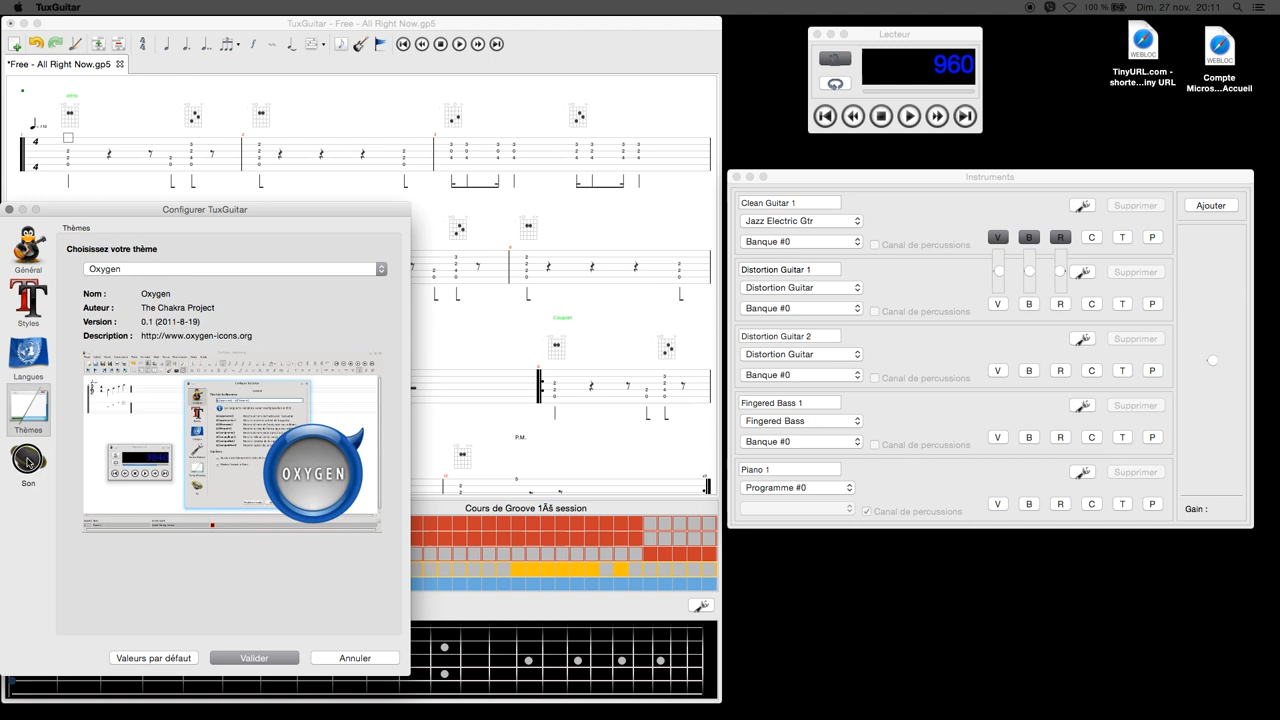 TuxGuitar
100 %
Dim. 27 nov. 20:11
TuxGuitar - Free - All Right Now.gp5
*Free - All Right Now.gp5
Intro
Couplet
P.M.
Cours de Groove 1Ãš session
Configurer TuxGuitar
Général
Styles
Langues
Thèmes
Son
Thèmes
Choisissez votre thème
Oxygen
Nom : Oxygen
Auteur : The Chakra Project
Version : 0.1 (2011-8-19)
Description : http://www.oxygen-icons.org
OXYGEN
Valeurs par défaut
Valider
Annuler
Lecteur
960
WEBLOC
TinyURL.com -
shorte...iny URL
WEBLOC
Compte
Micros...Accueil
Instruments
Clean Guitar 1
Jazz Electric Gtr
Banque #0
Canal de percussions
Supprimer
V B R C T P
Distortion Guitar 1
Distortion Guitar
Banque #0
Canal de percussions
Supprimer
V B R C T P
Distortion Guitar 2
Distortion Guitar
Banque #0
Canal de percussions
Supprimer
V B R C T P
Fingered Bass 1
Fingered Bass
Banque #0
Canal de percussions
Supprimer
V B R C T P
Piano 1
Programme #0
Canal de percussions
Supprimer
V B R C T P
Ajouter
Gain :